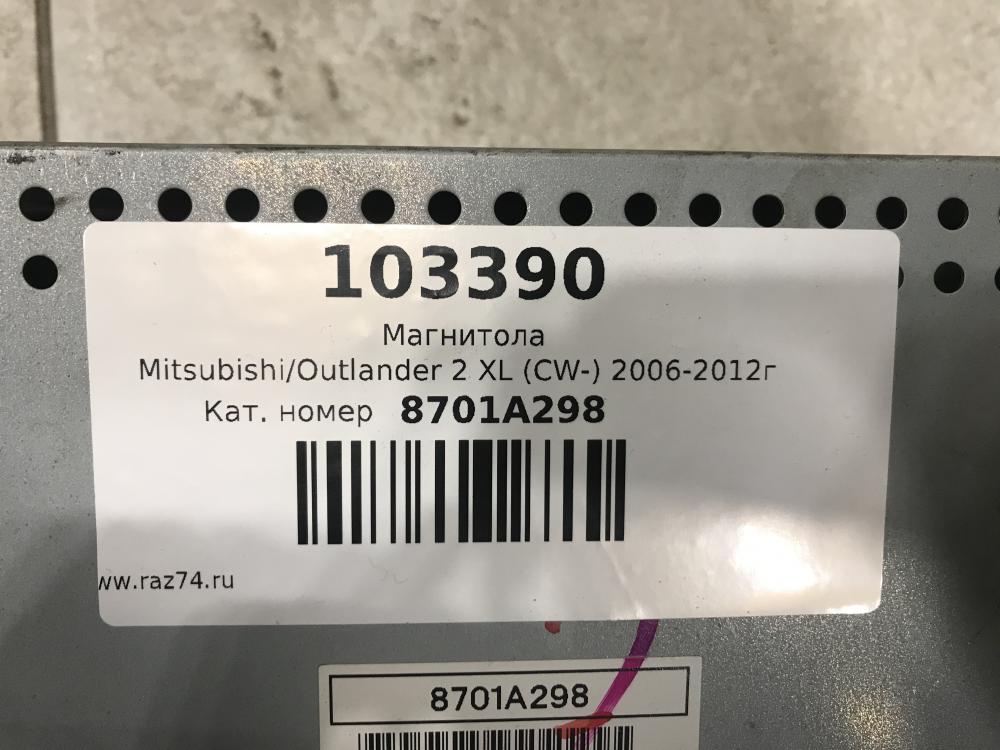 103390
Магнитола
Mitsubishi/Outlander 2 XL (CW-) 2006-2012г
Кат. номер 8701A298
ww.raz74.ru
8701A298